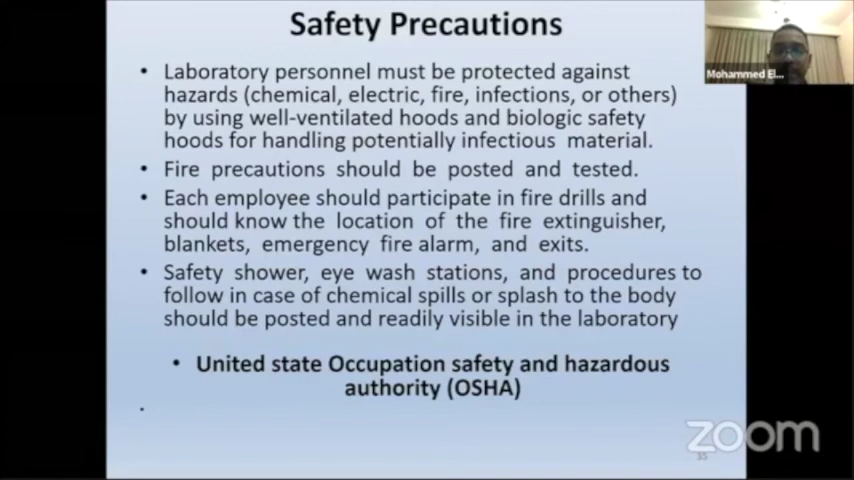 Safety Precautions
• Laboratory personnel must be protected against
hazards (chemical, electric, fire, infections, or others)
by using well-ventilated hoods and biologic safety
hoods for handling potentially infectious material.
• Fire precautions should be posted and tested.
• Each employee should participate in fire drills and
should know the location of the fire extinguisher,
blankets, emergency fire alarm, and exits.
• Safety shower, eye wash stations, and procedures to
follow in case of chemical spills or splash to the body
should be posted and readily visible in the laboratory
• United state Occupation safety and hazardous
authority (OSHA)
•
Mohammed El...
zoom
35